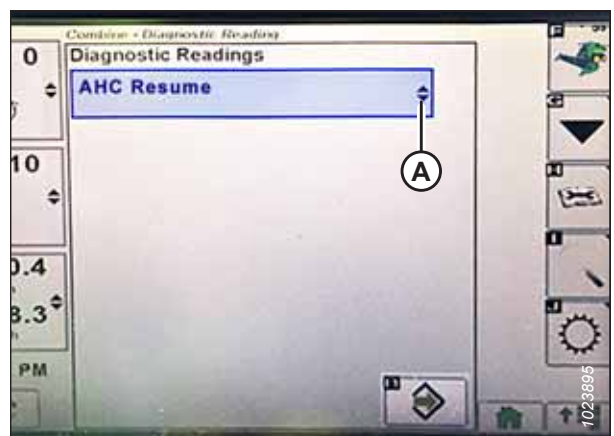 Combine - Diagnostic Reading
Diagnostic Readings
0
AHC Resume
A
10
0.4
8.3
PM
1023895